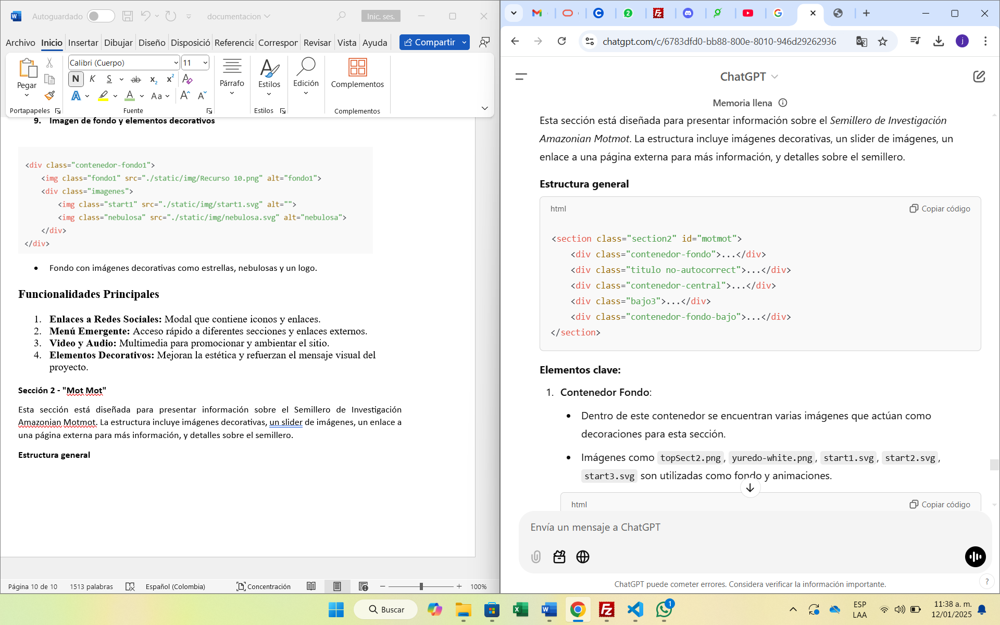 Autoguardado
documentacion
Inic. ses.
Archivo Inicio Insertar Dibujar Diseño Disposició Referencia Correspor Revisar Vista Ayuda Compartir
Pegar
Portapapeles
Calibri (Cuerpo) 11
N K S ab x₂ x²
A A Aa A A
Fuente
Párrafo
Estilos
Estilos
Edición
Complementos
Complementos
9. Imagen de fondo y elementos decorativos
<div class="contenedor-fondo1">
<img class="fondo1" src="./static/img/Recurso 10.png" alt="fondo1">
<div class="imagenes">
<img class="start1" src="./static/img/start1.svg" alt="">
<img class="nebulosa" src="./static/img/nebulosa.svg" alt="nebulosa">
</div>
</div>
• Fondo con imágenes decorativas como estrellas, nebulosas y un logo.
Funcionalidades Principales
1. Enlaces a Redes Sociales: Modal que contiene iconos y enlaces.
2. Menú Emergente: Acceso rápido a diferentes secciones y enlaces externos.
3. Video y Audio: Multimedia para promocionar y ambientar el sitio.
4. Elementos Decorativos: Mejoran la estética y refuerzan el mensaje visual del
proyecto.
Sección 2 - "Mot Mot"
Esta sección está diseñada para presentar información sobre el Semillero de Investigación
Amazonian Motmot. La estructura incluye imágenes decorativas, un slider de imágenes, un enlace a
una página externa para más información, y detalles sobre el semillero.
Estructura general
Página 10 de 10 1513 palabras Español (Colombia) Concentración 100%
chatgpt.com/c/6783dfd0-bb88-800e-8010-946d29262936
j
ChatGPT
Memoria llena
Esta sección está diseñada para presentar información sobre el Semillero de Investigación
Amazonian Motmot. La estructura incluye imágenes decorativas, un slider de imágenes, un
enlace a una página externa para más información, y detalles sobre el semillero.
Estructura general
html Copiar código
<section class="section2" id="motmot">
<div class="contenedor-fondo">...</div>
<div class="titulo no-autocorrect">...</div>
<div class="contenedor-central">...</div>
<div class="bajo3">...</div>
<div class="contenedor-fondo-bajo">...</div>
</section>
Elementos clave:
1. Contenedor Fondo:
• Dentro de este contenedor se encuentran varias imágenes que actúan como
decoraciones para esta sección.
• Imágenes como topSect2.png, yuredo-white.png, start1.svg, start2.svg,
start3.svg son utilizadas como fondo y animaciones.
html Copiar código
Envía un mensaje a ChatGPT
ChatGPT puede cometer errores. Considera verificar la información importante.
?
Buscar
1
ESP
LAA
11:38 a. m.
12/01/2025